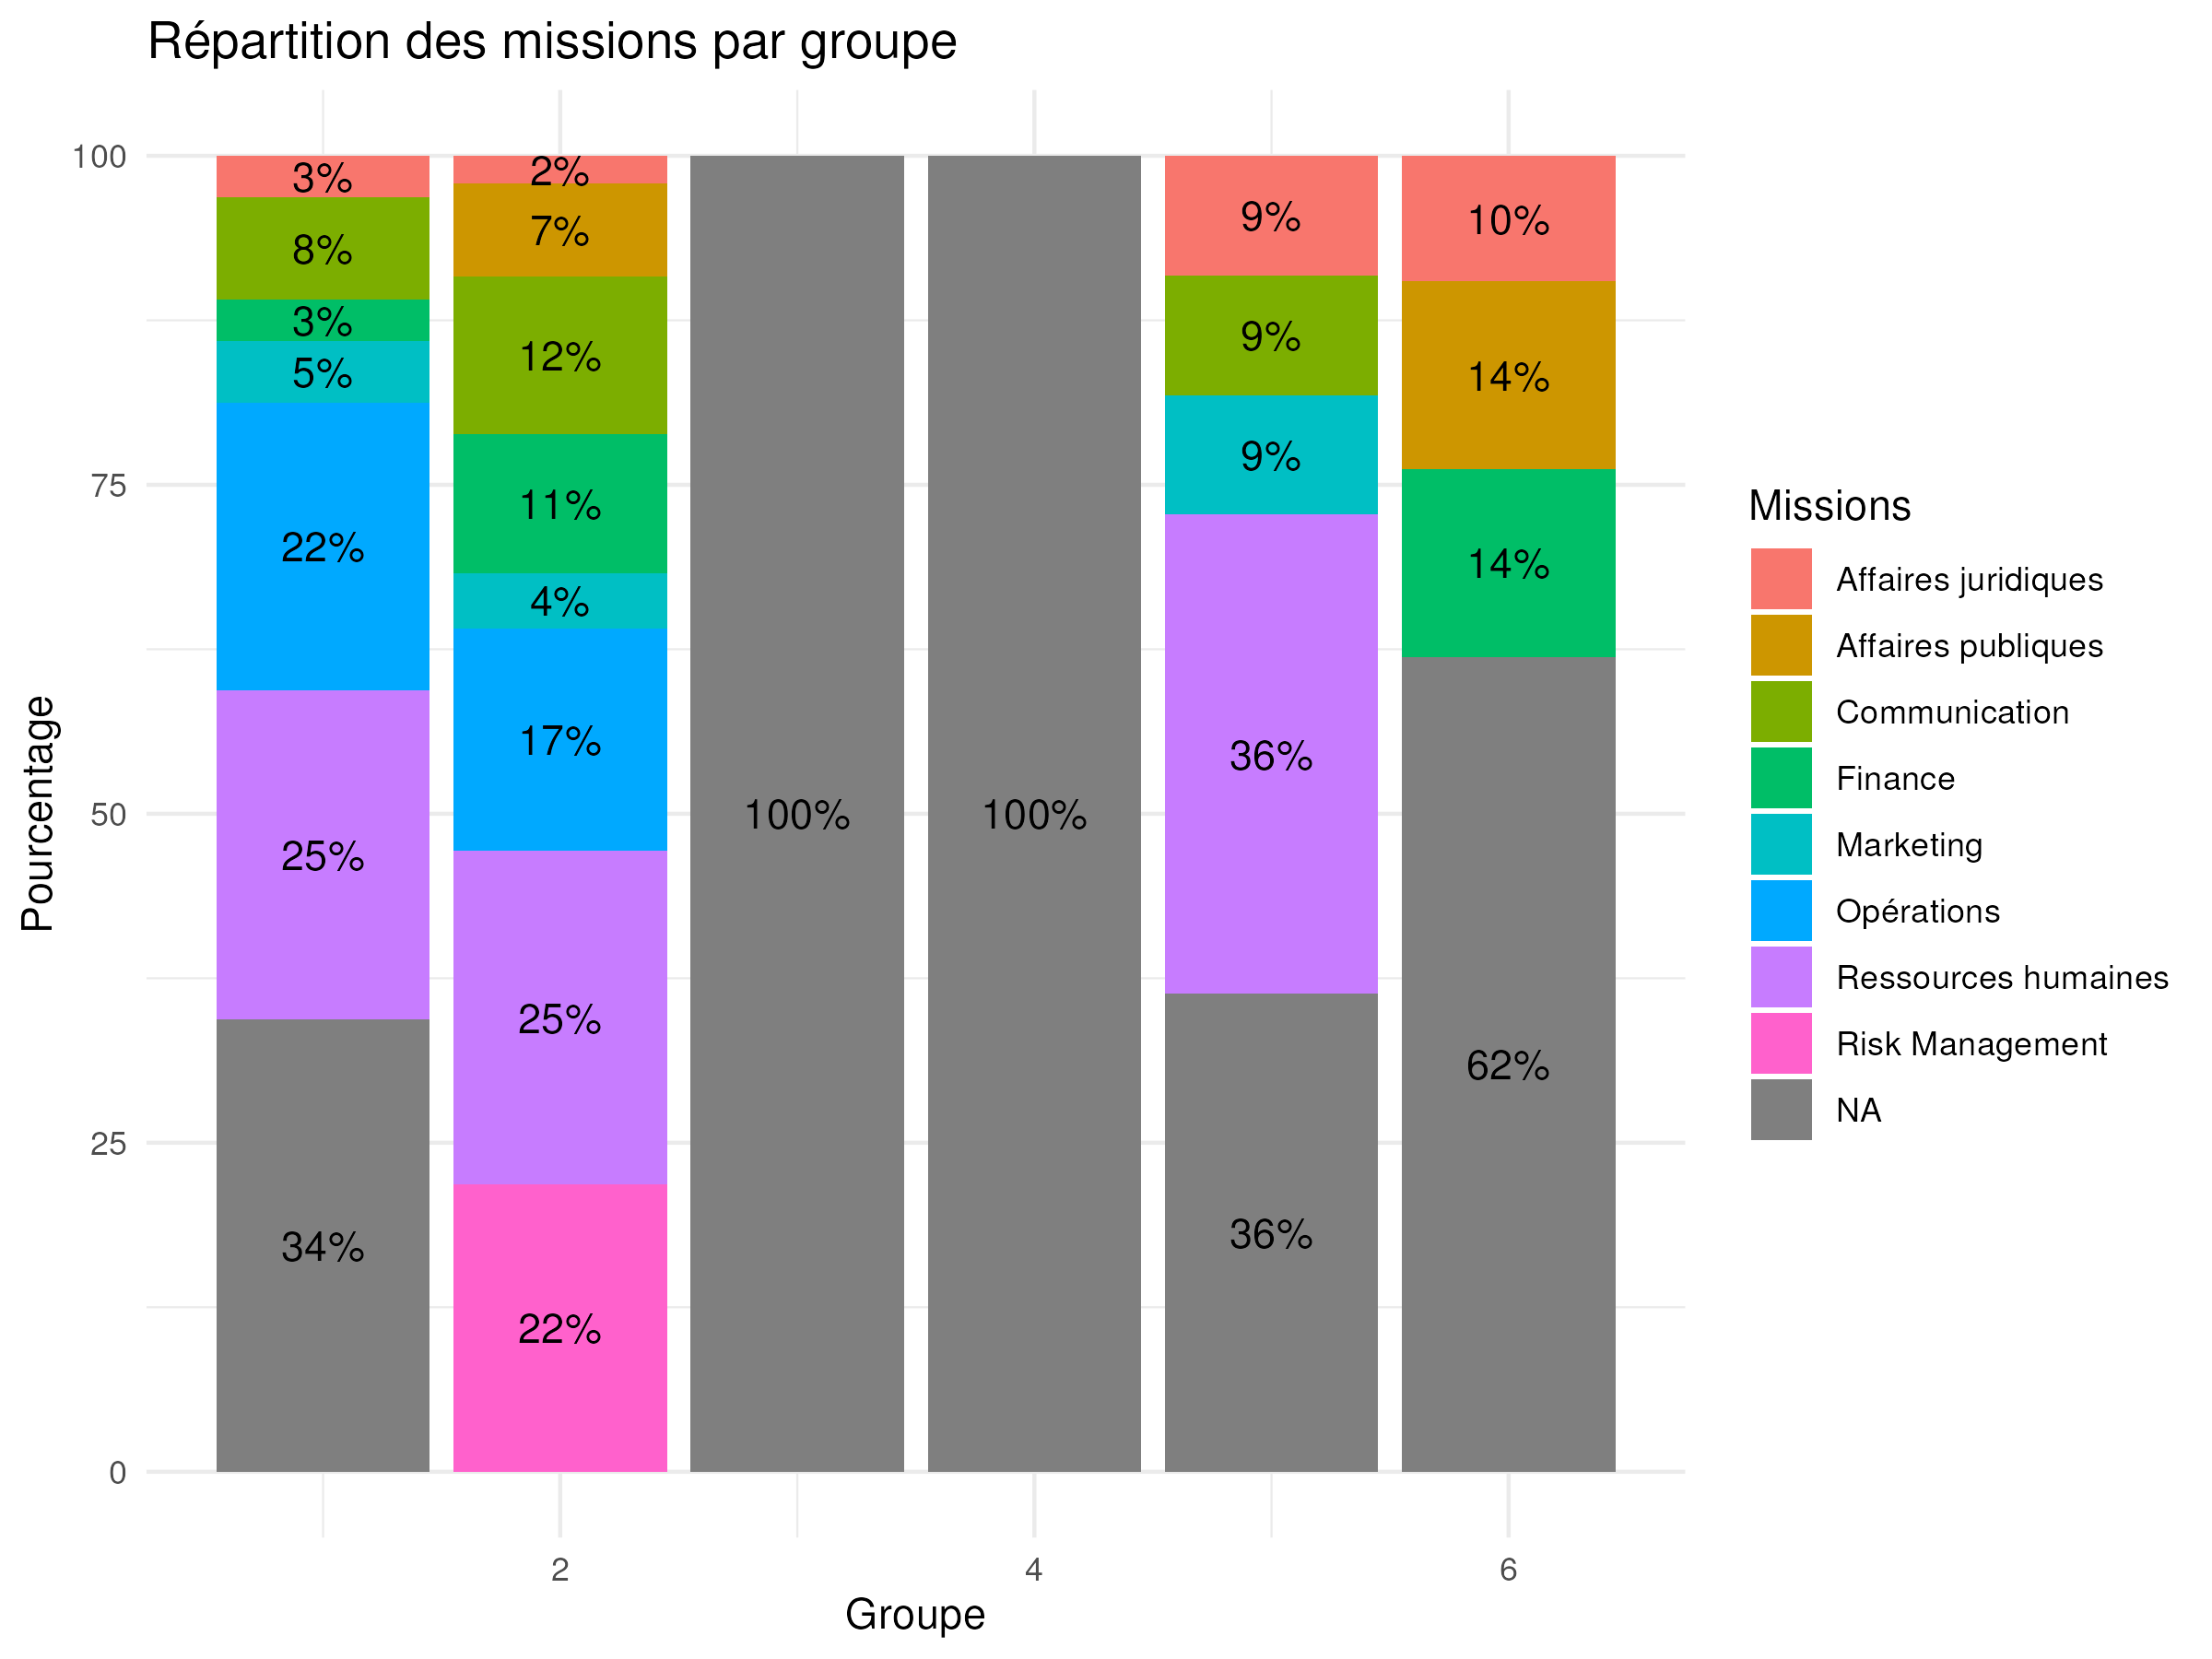 Répartition des missions par groupe
Pourcentage
100
75
50
25
0
3%
8%
3%
5%
22%
25%
34%
2%
7%
12%
11%
4%
17%
25%
22%
100%
100%
9%
9%
9%
36%
36%
10%
14%
14%
62%
2
4
6
Groupe
Missions
Affaires juridiques
Affaires publiques
Communication
Finance
Marketing
Opérations
Ressources humaines
Risk Management
NA